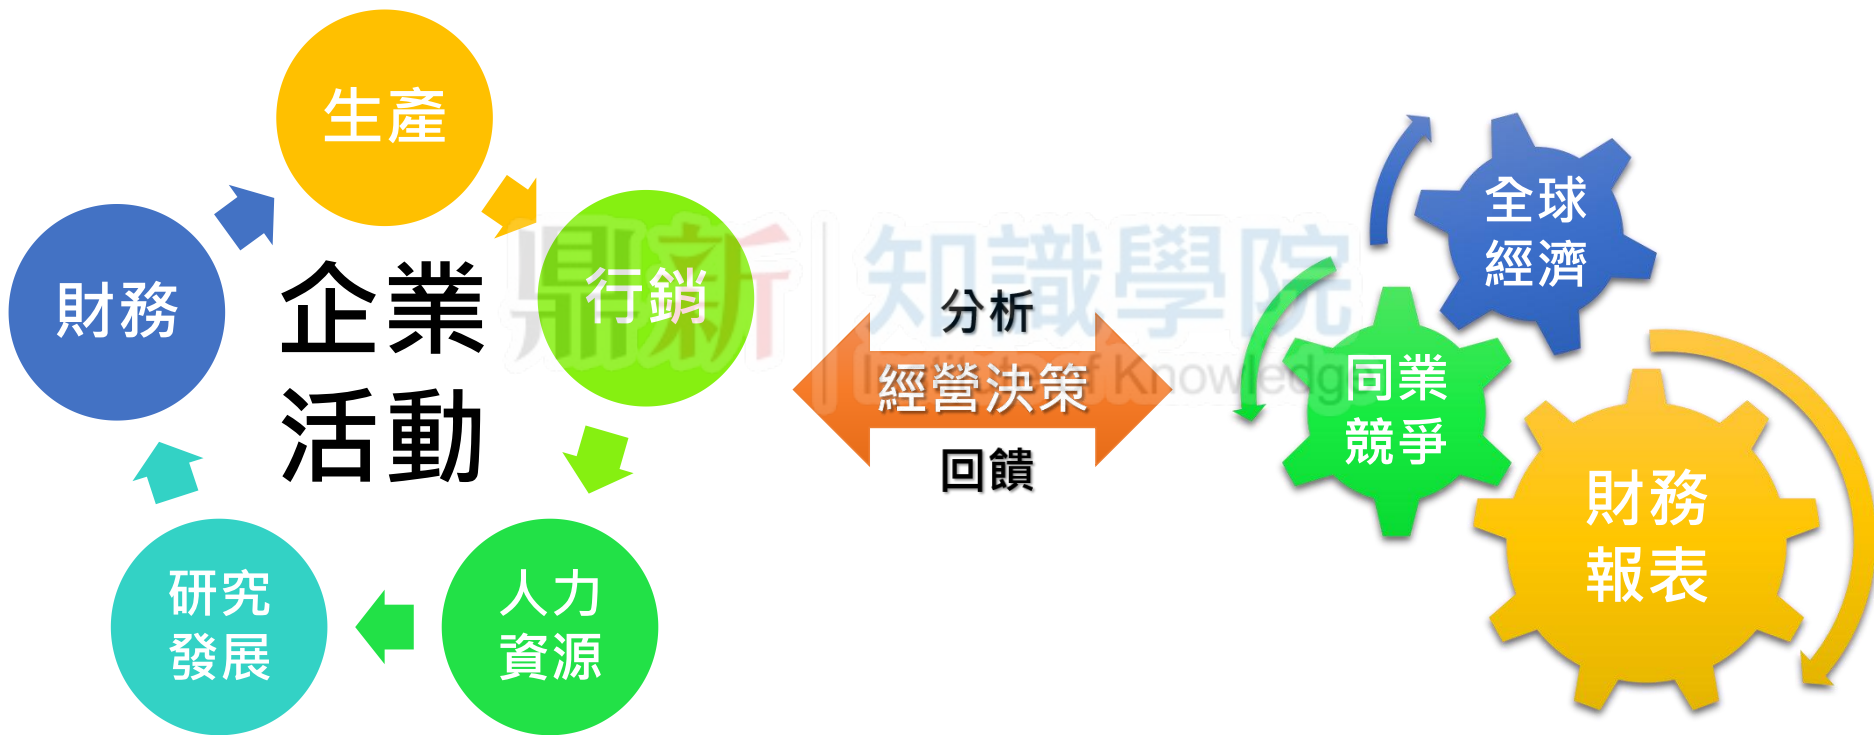 生產
財務
行銷
企業
活動
研究
發展
人力
資源
鼎新
知識學院
Institute of Knowledge
分析
經營決策
回饋
全球
經濟
同業
競爭
財務
報表